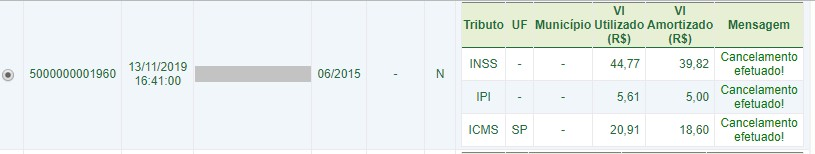 Tributo UF Município Vl Utilizado (R$) Vl Amortizado (R$) Mensagem
5000000001960 13/11/2019 16:41:00 06/2015 - N
INSS - - 44,77 39,82 Cancelamento efetuado!
IPI - - 5,61 5,00 Cancelamento efetuado!
ICMS SP - 20,91 18,60 Cancelamento efetuado!